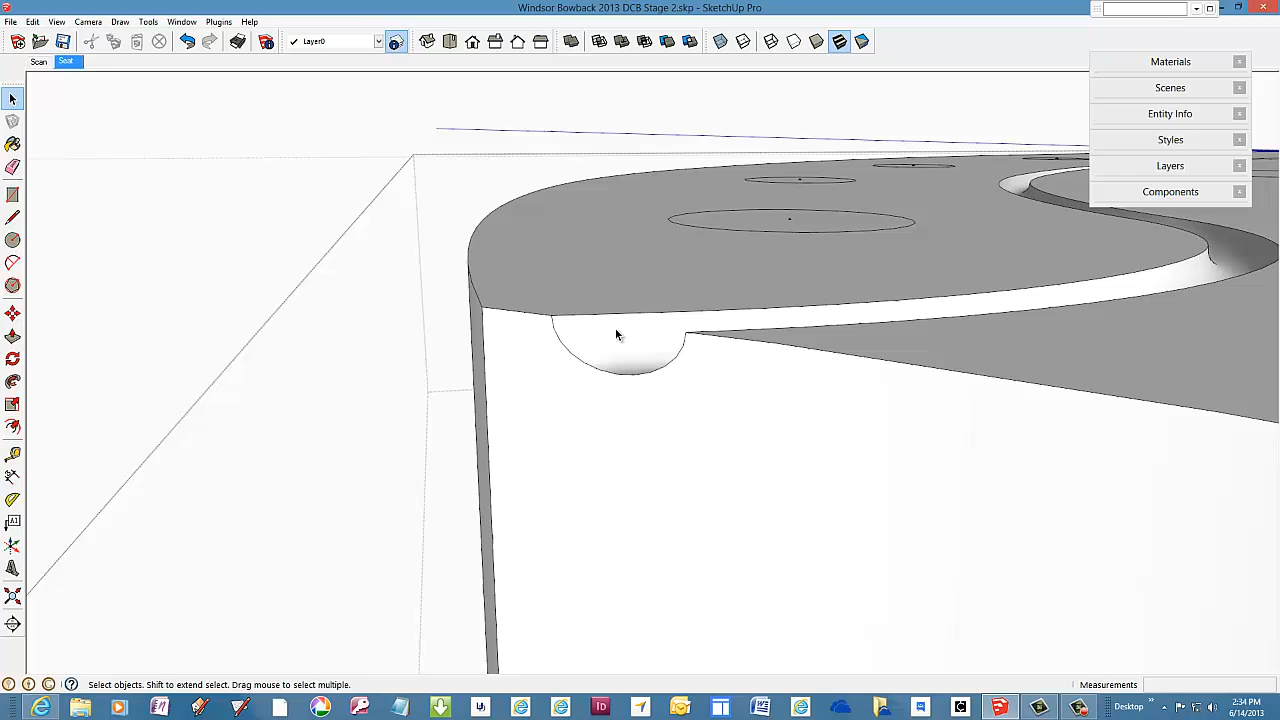 Windsor Bowback 2013 DCB Stage 2.skp - SketchUp Pro
File Edit View Camera Draw Tools Window Plugins Help
Layer0
Scan Seat
Materials
Scenes
Entity Info
Styles
Layers
Components
Select objects. Shift to extend select. Drag mouse to select multiple.
Measurements
Desktop
2:34 PM
6/14/2013